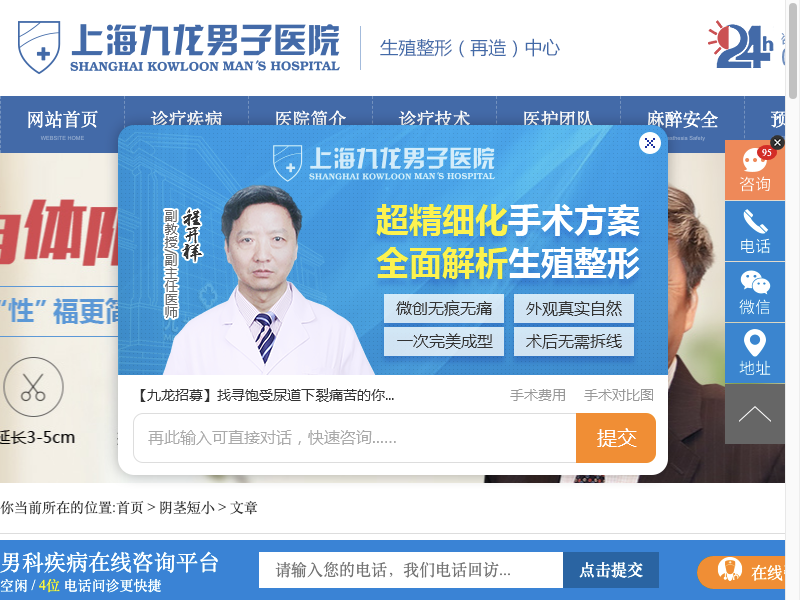 上海九龙男子医院
SHANGHAI KOWLOON MAN'S HOSPITAL
生殖整形（再造）中心
24h
网站首页
WEBSITE HOME
诊疗疾病
医院简介
诊疗技术
医护团队
麻醉安全
预
上海九龙男子医院
SHANGHAI KOWLOON MAN'S HOSPITAL
程开祥
副教授/副主任医师
超精细化手术方案
全面解析生殖整形
微创无痕无痛
外观真实自然
一次完美成型
术后无需拆线
【九龙招募】找寻饱受尿道下裂痛苦的你...
手术费用
手术对比图
再此输入可直接对话，快速咨询......
提交
95
咨询
电话
微信
地址
自体阴
“性”福更简
延长3-5cm
你当前所在的位置:首页 > 阴茎短小 > 文章
男科疾病在线咨询平台
空闲 / 4位 电话问诊更快捷
请输入您的电话，我们电话回访...
点击提交
在线